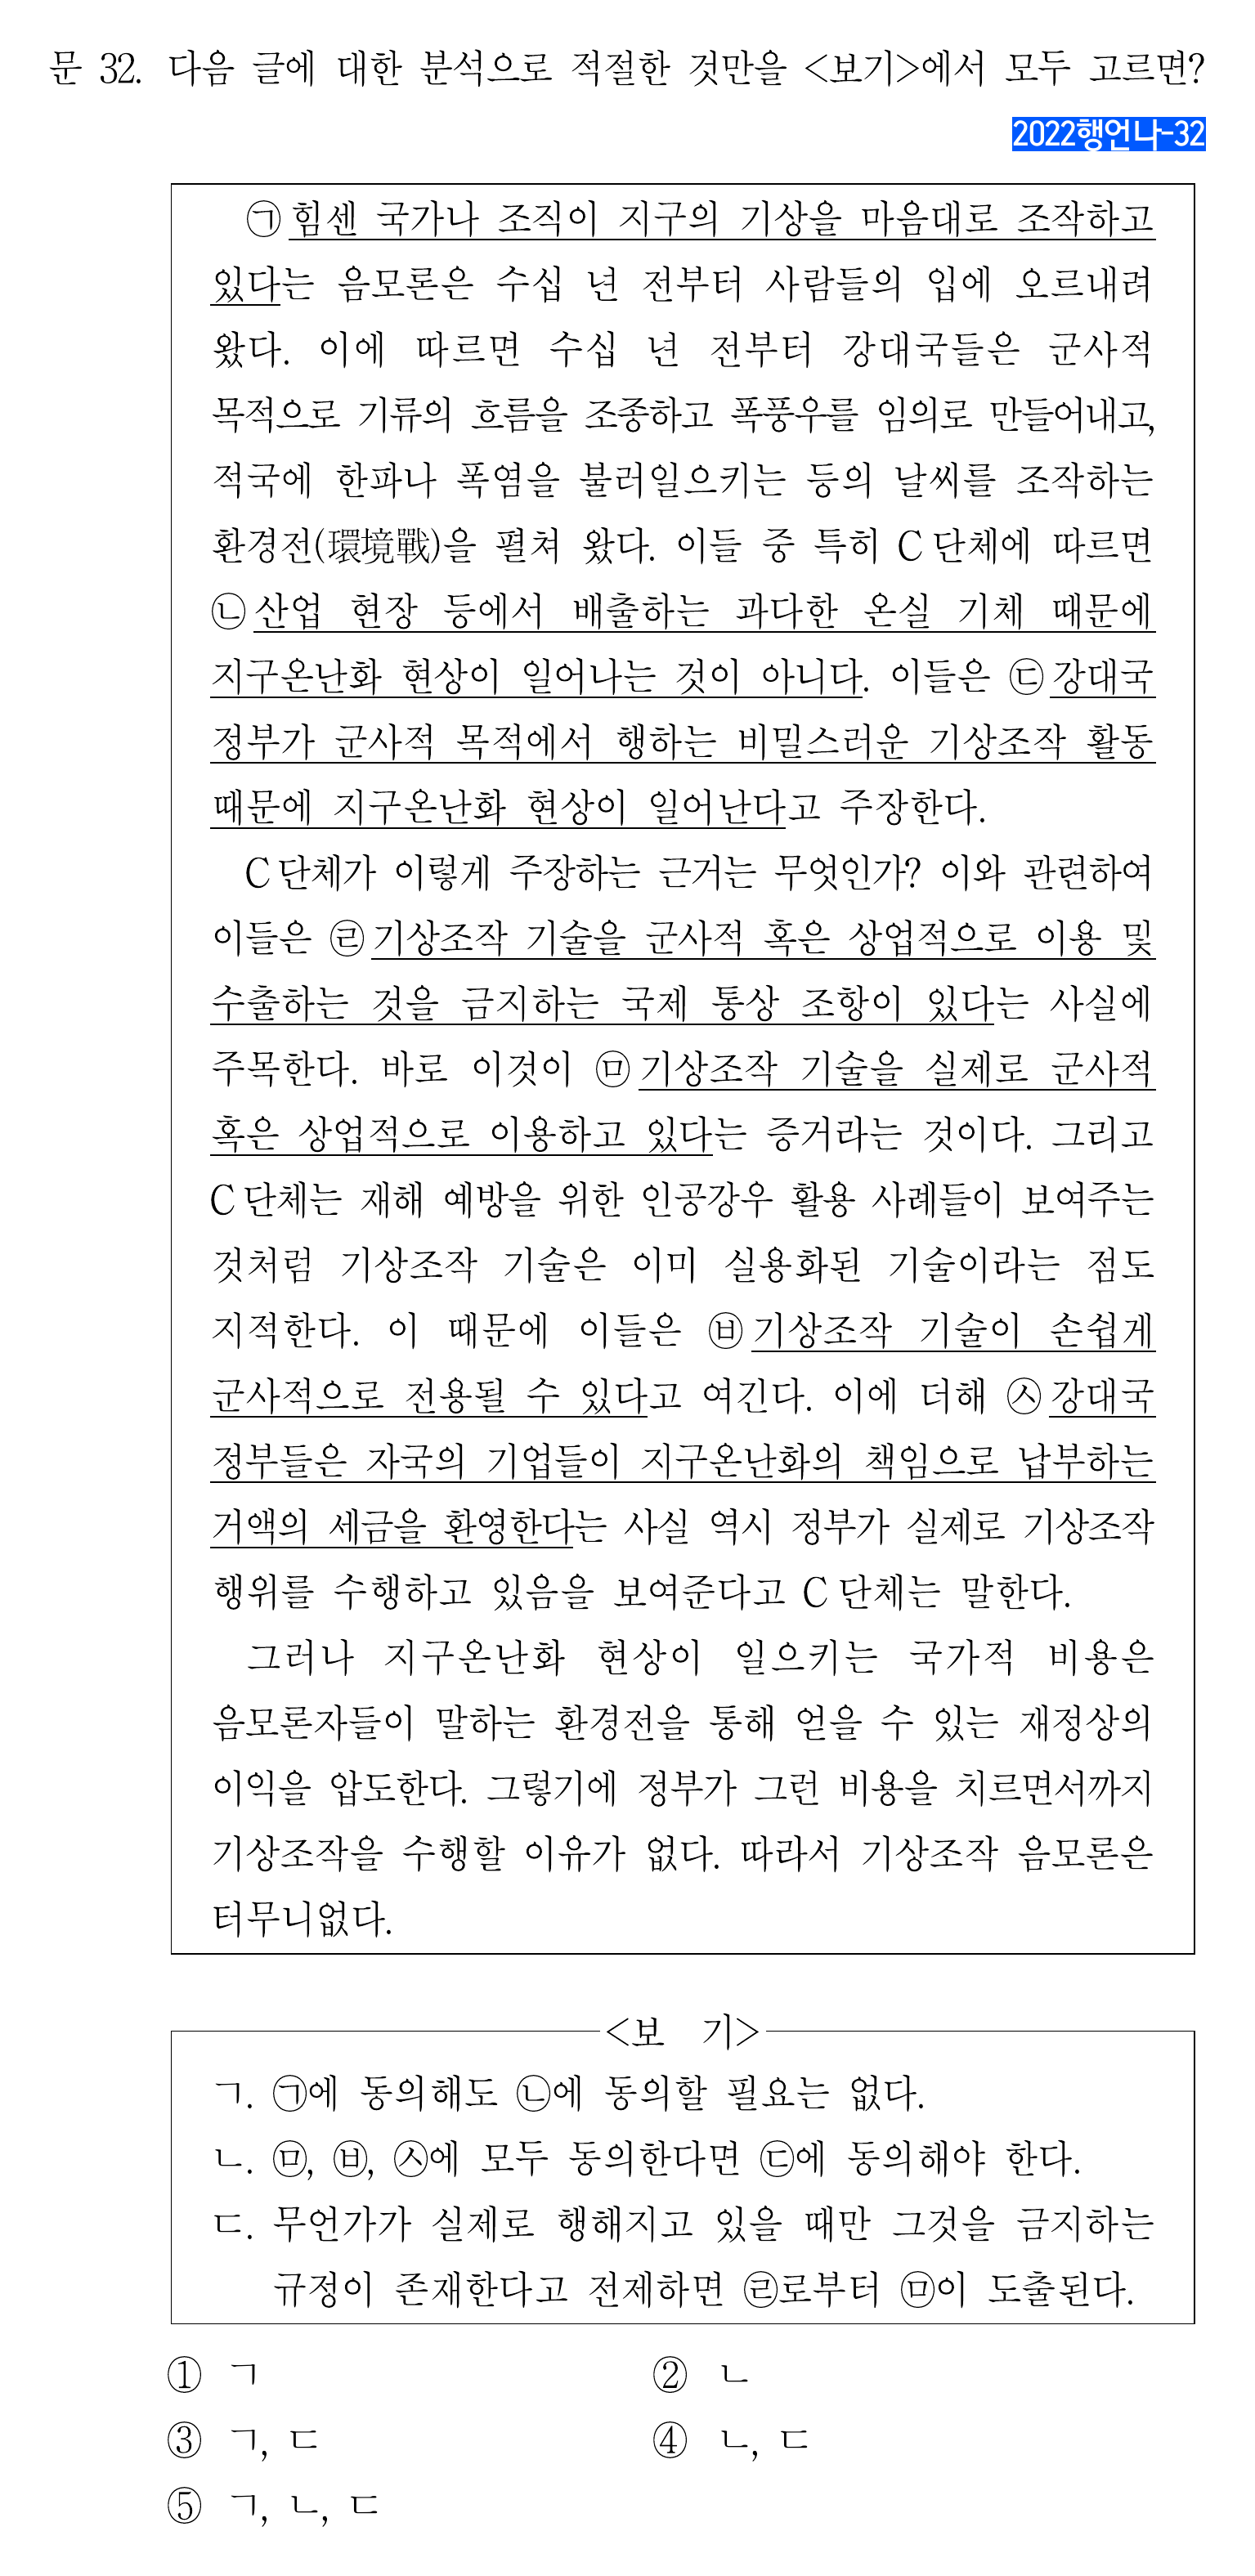 문 32. 다음 글에 대한 분석으로 적절한 것만을 <보기>에서 모두 고르면?
2022행언나-32
㉠힘센 국가나 조직이 지구의 기상을 마음대로 조작하고
있다는 음모론은 수십 년 전부터 사람들의 입에 오르내려
왔다. 이에 따르면 수십 년 전부터 강대국들은 군사적
목적으로 기류의 흐름을 조종하고 폭풍우를 임의로 만들어내고,
적국에 한파나 폭염을 불러일으키는 등의 날씨를 조작하는
환경전(環境戰)을 펼쳐 왔다. 이들 중 특히 C단체에 따르면
㉡산업 현장 등에서 배출하는 과다한 온실 기체 때문에
지구온난화 현상이 일어나는 것이 아니다. 이들은 ㉢강대국
정부가 군사적 목적에서 행하는 비밀스러운 기상조작 활동
때문에 지구온난화 현상이 일어난다고 주장한다.
C단체가 이렇게 주장하는 근거는 무엇인가? 이와 관련하여
이들은 ㉣기상조작 기술을 군사적 혹은 상업적으로 이용 및
수출하는 것을 금지하는 국제 통상 조항이 있다는 사실에
주목한다. 바로 이것이 ㉤기상조작 기술을 실제로 군사적
혹은 상업적으로 이용하고 있다는 증거라는 것이다. 그리고
C단체는 재해 예방을 위한 인공강우 활용 사례들이 보여주는
것처럼 기상조작 기술은 이미 실용화된 기술이라는 점도
지적한다. 이 때문에 이들은 ㉥기상조작 기술이 손쉽게
군사적으로 전용될 수 있다고 여긴다. 이에 더해 ㉦강대국
정부들은 자국의 기업들이 지구온난화의 책임으로 납부하는
거액의 세금을 환영한다는 사실 역시 정부가 실제로 기상조작
행위를 수행하고 있음을 보여준다고 C단체는 말한다.
그러나 지구온난화 현상이 일으키는 국가적 비용은
음모론자들이 말하는 환경전을 통해 얻을 수 있는 재정상의
이익을 압도한다. 그렇기에 정부가 그런 비용을 치르면서까지
기상조작을 수행할 이유가 없다. 따라서 기상조작 음모론은
터무니없다.
<보 기>
ㄱ. ㉠에 동의해도 ㉡에 동의할 필요는 없다.
ㄴ. ㉤, ㉥, ㉦에 모두 동의한다면 ㉢에 동의해야 한다.
ㄷ. 무언가가 실제로 행해지고 있을 때만 그것을 금지하는
규정이 존재한다고 전제하면 ㉣로부터 ㉤이 도출된다.
① ㄱ ② ㄴ
③ ㄱ, ㄷ ④ ㄴ, ㄷ
⑤ ㄱ, ㄴ, ㄷ